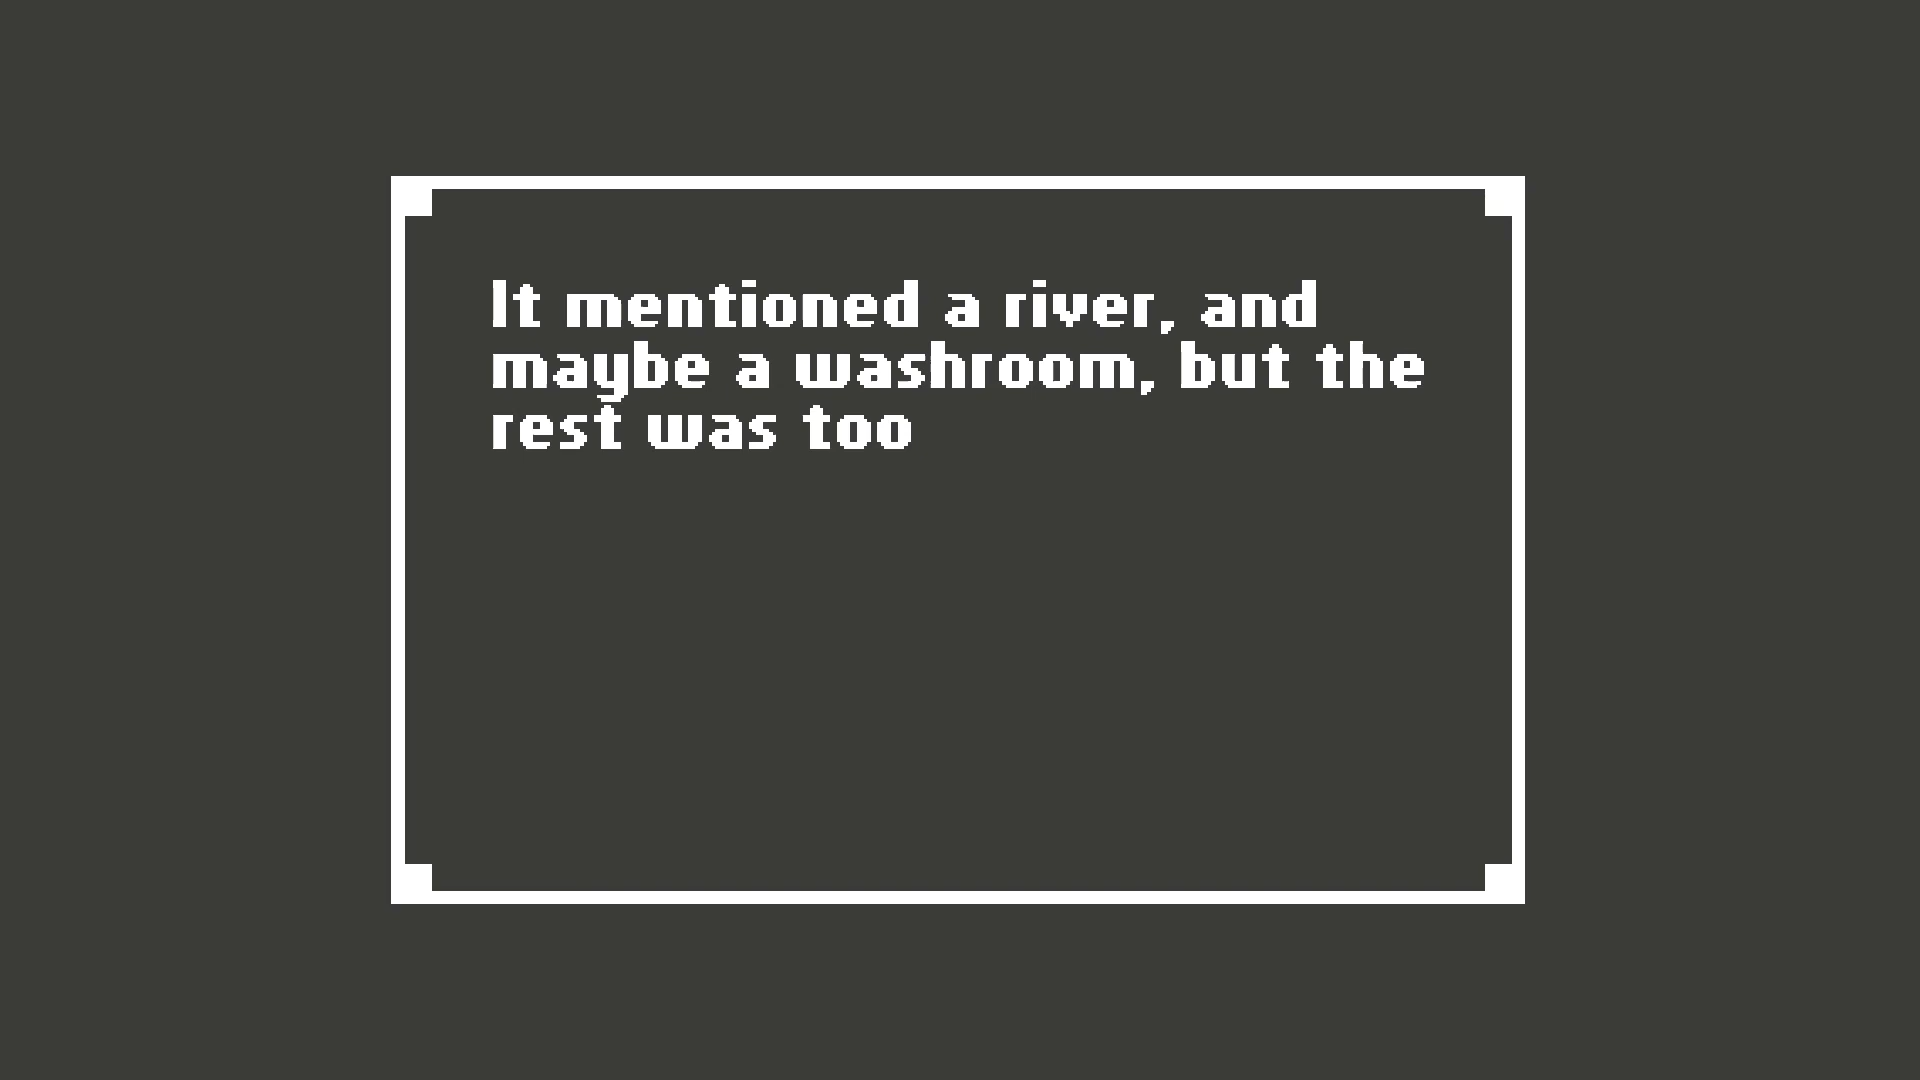 It mentioned a river, and
maybe a washroom, but the
rest was too